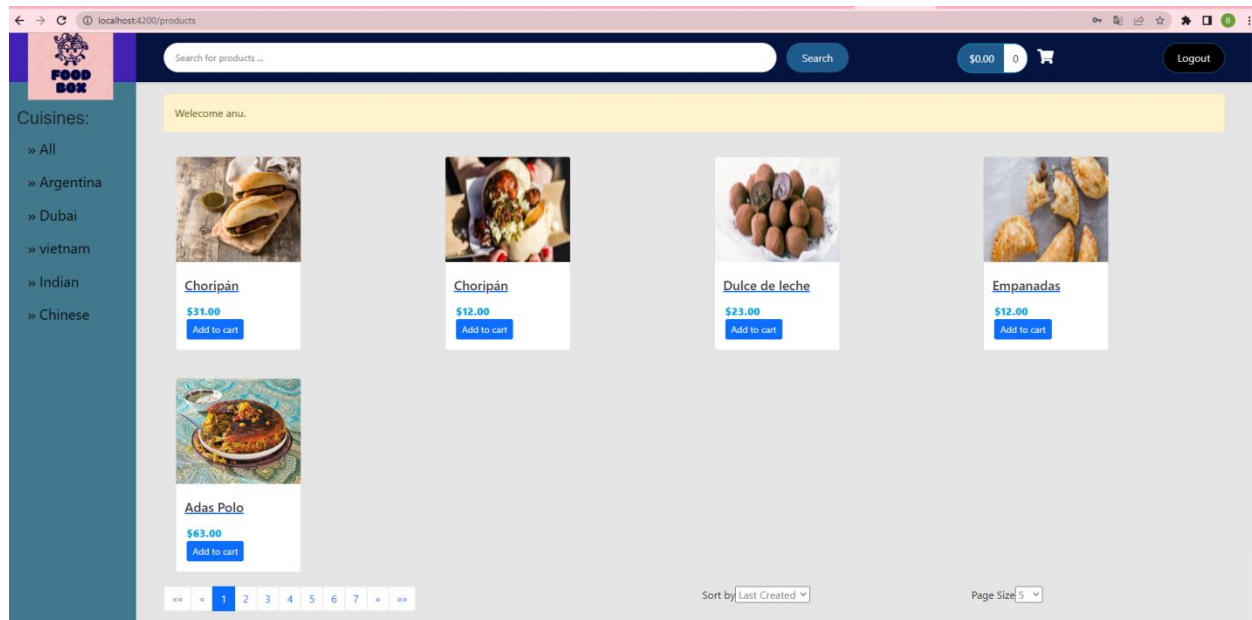 localhost:4200/products
FOOD
BOX
Search for products ...
Search
$0.00 0
Logout
Cuisines:
» All
» Argentina
» Dubai
» vietnam
» Indian
» Chinese
Welecome anu.
Choripán
$31.00
Add to cart
Choripán
$12.00
Add to cart
Dulce de leche
$23.00
Add to cart
Empanadas
$12.00
Add to cart
Adas Polo
$63.00
Add to cart
«« « 1 2 3 4 5 6 7 » »»
Sort by Last Created
Page Size 5